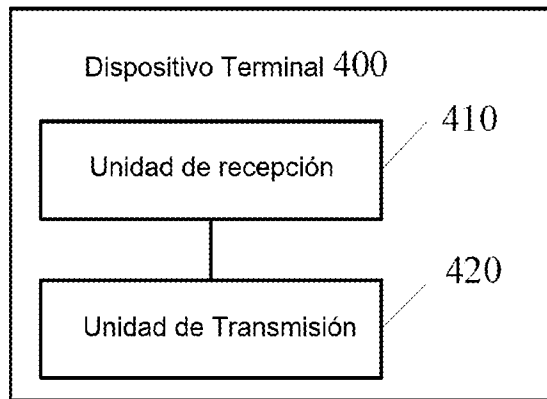 Dispositivo Terminal 400
410
Unidad de recepción
420
Unidad de Transmisión